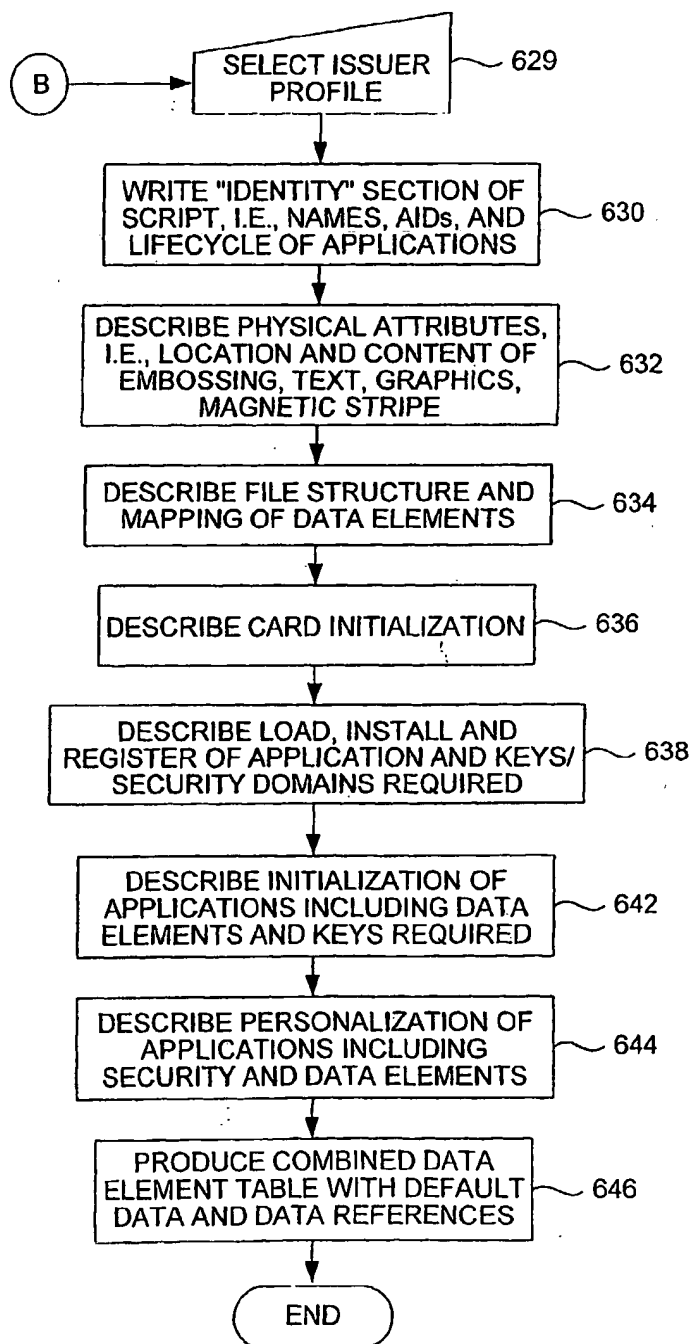 SELECT ISSUER
PROFILE
629
B
WRITE "IDENTITY" SECTION OF
SCRIPT, I.E., NAMES, AIDs, AND
LIFECYCLE OF APPLICATIONS
630
DESCRIBE PHYSICAL ATTRIBUTES,
I.E., LOCATION AND CONTENT OF
EMBOSSING, TEXT, GRAPHICS,
MAGNETIC STRIPE
632
DESCRIBE FILE STRUCTURE AND
MAPPING OF DATA ELEMENTS
634
DESCRIBE CARD INITIALIZATION
636
DESCRIBE LOAD, INSTALL AND
REGISTER OF APPLICATION AND KEYS/
SECURITY DOMAINS REQUIRED
638
DESCRIBE INITIALIZATION OF
APPLICATIONS INCLUDING DATA
ELEMENTS AND KEYS REQUIRED
642
DESCRIBE PERSONALIZATION OF
APPLICATIONS INCLUDING
SECURITY AND DATA ELEMENTS
644
PRODUCE COMBINED DATA
ELEMENT TABLE WITH DEFAULT
DATA AND DATA REFERENCES
646
END